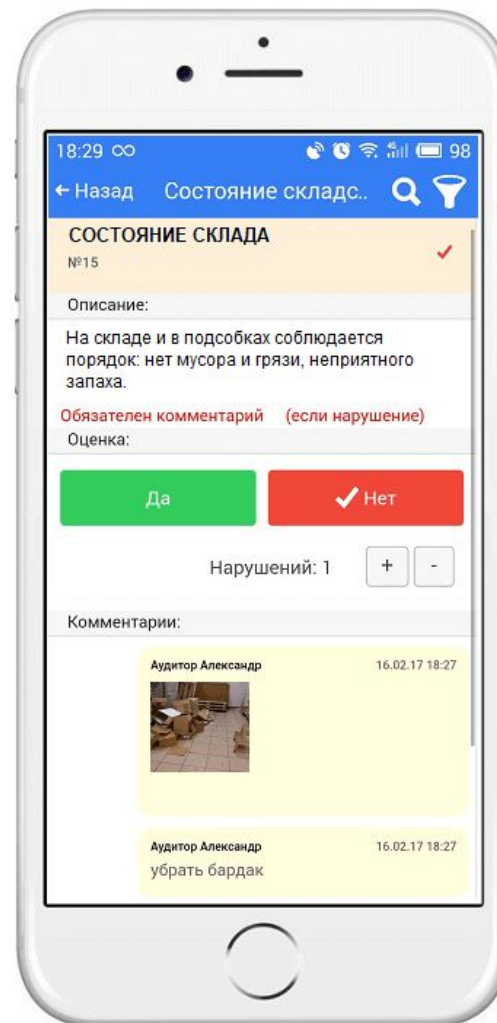 18:29 4G 98
← Назад Состояние складс..
СОСТОЯНИЕ СКЛАДА
№15
Описание:
На складе и в подсобках соблюдается
порядок: нет мусора и грязи, неприятного
запаха.
Обязателен комментарий (если нарушение)
Оценка:
Да Нет
Нарушений: 1 + -
Комментарии:
Аудитор Александр 16.02.17 18:27
Аудитор Александр 16.02.17 18:27
убрать бардак